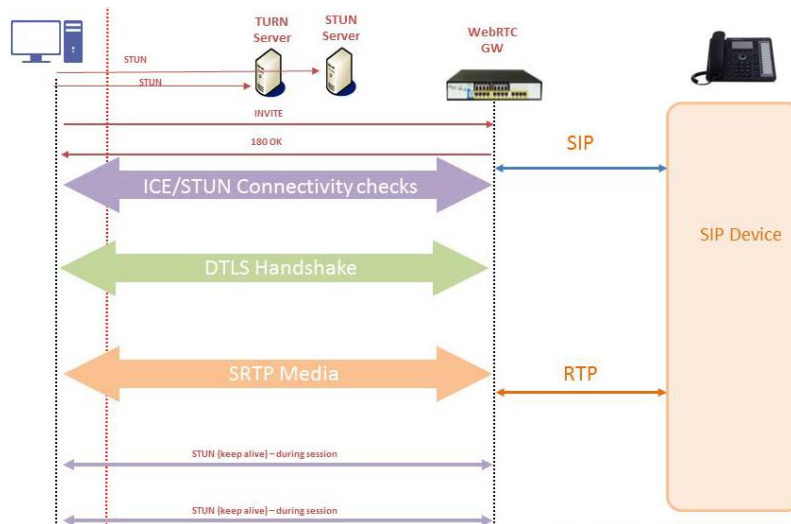 TURN
Server
STUN
Server
WebRTC
GW
STUN
STUN
INVITE
180 OK
SIP
ICE/STUN Connectivity checks
SIP Device
DTLS Handshake
SRTP Media
RTP
STUN (keep alive) – during session
STUN (keep alive) – during session